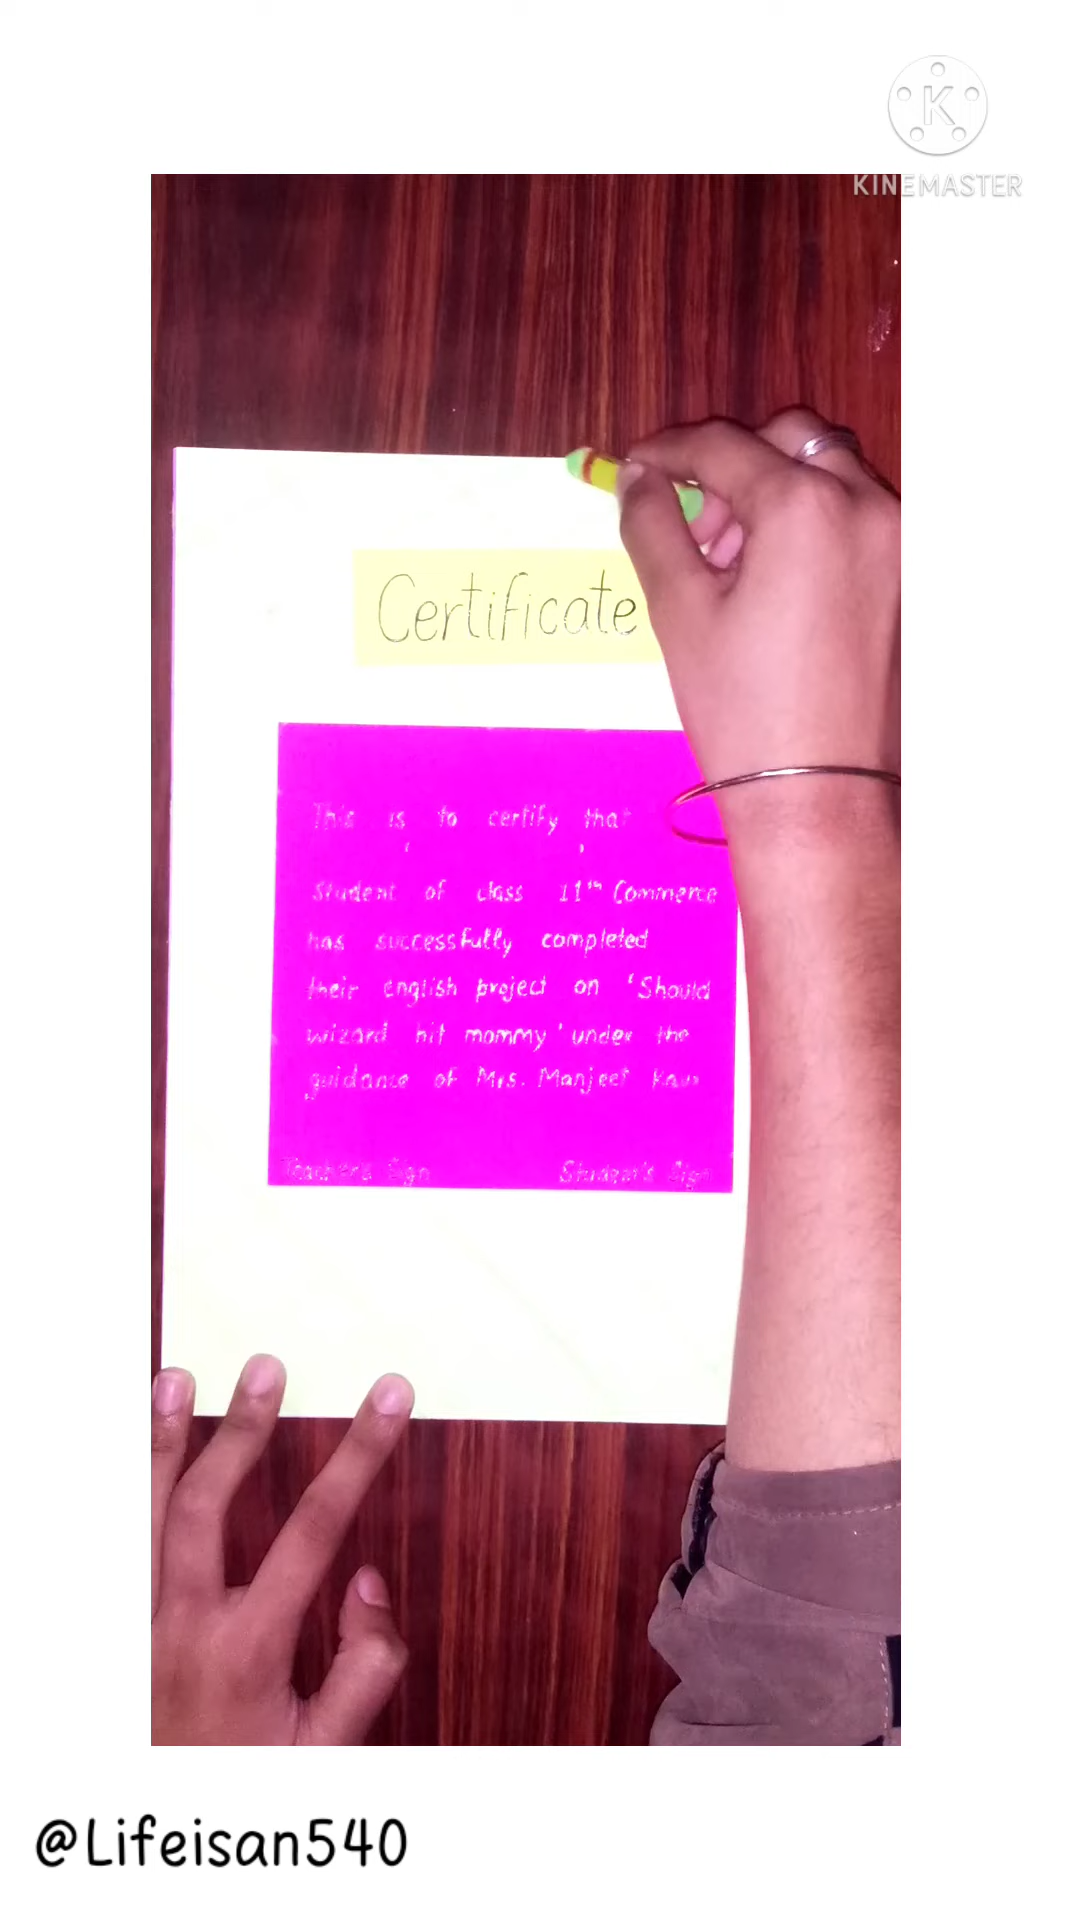 K
KINEMASTER
Certificate
This is to certify that
Student of class 11th Commerce
has successfully completed
their english project on 'Should
wizard hit mommy' under the
guidance of Mrs. Manjeet Kaur
Teacher's Sign Student's Sign
@Lifeisan540